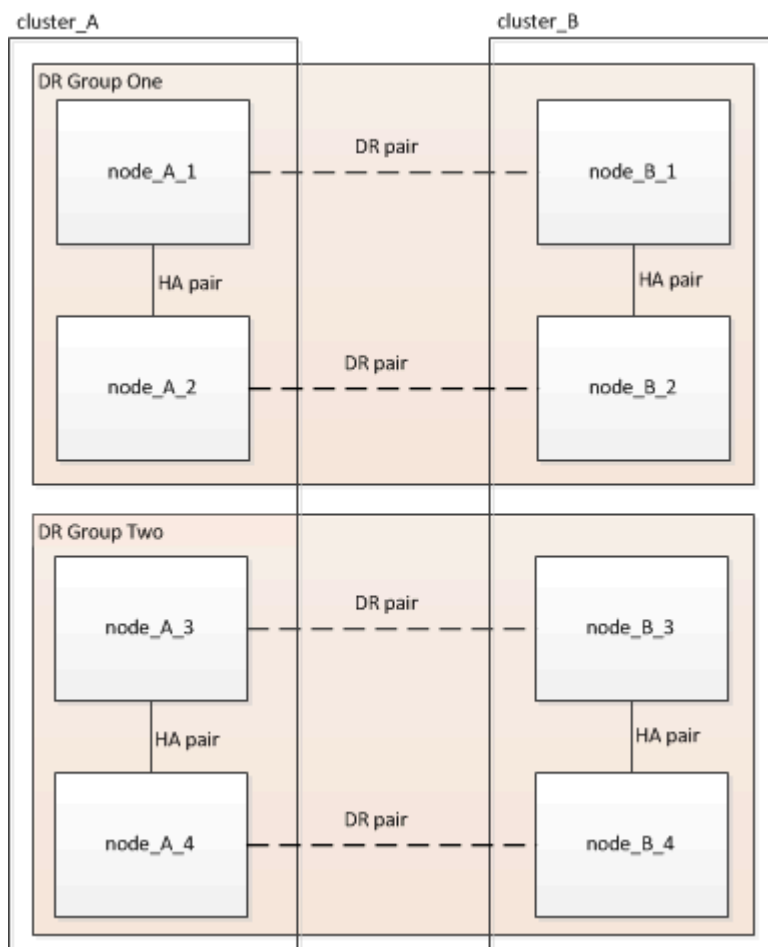 cluster_A
cluster_B
DR Group One
node_A_1
DR pair
node_B_1
HA pair
HA pair
node_A_2
DR pair
node_B_2
DR Group Two
node_A_3
DR pair
node_B_3
HA pair
HA pair
node_A_4
DR pair
node_B_4